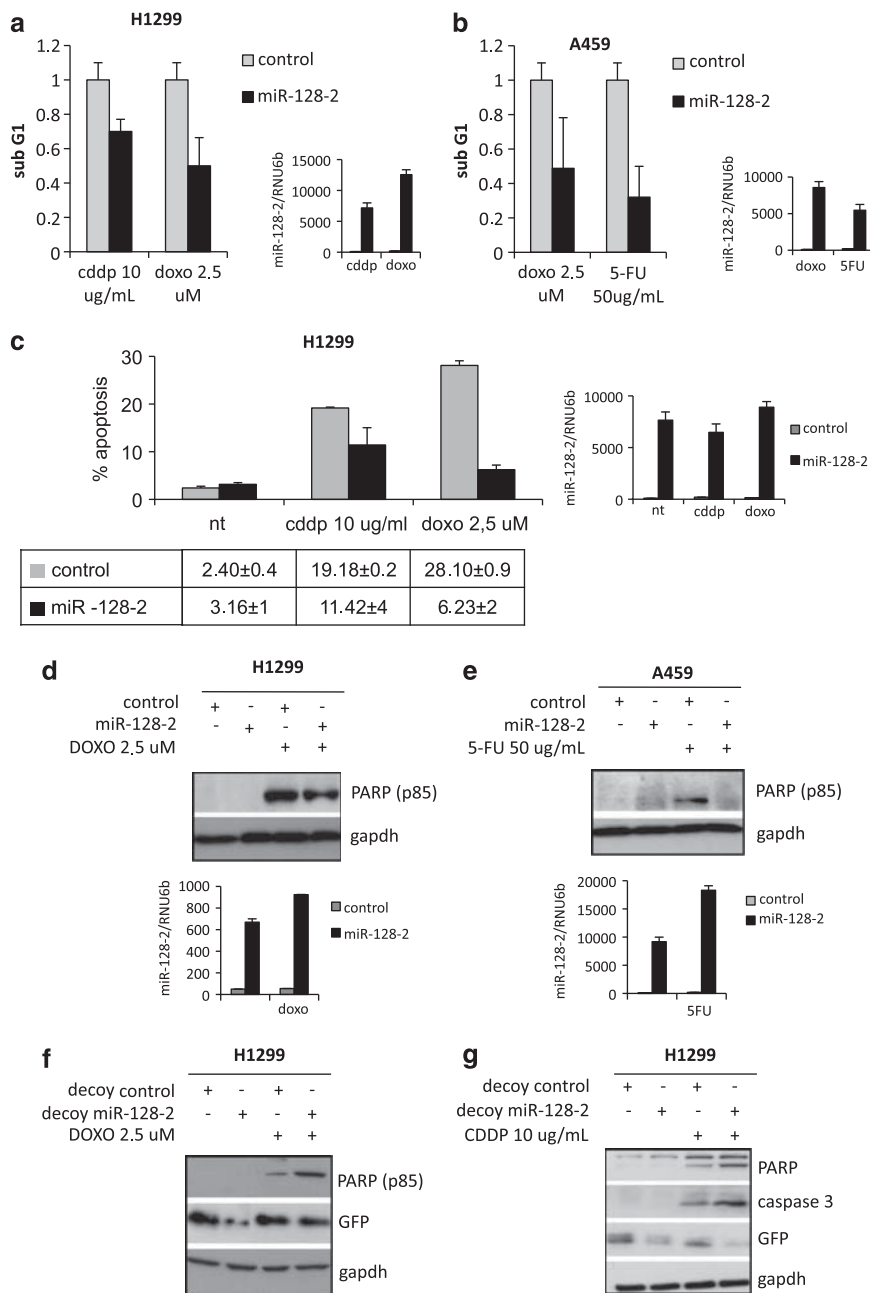 a
H1299
1.2
1
0.8
0.6
0.4
0.2
0
sub G1
control
miR-128-2
cddp 10 ug/mL
doxo 2.5 uM
15000
10000
5000
0
miR-128-2/RNU6b
cddp doxo
b
A459
1.2
1
0.8
0.6
0.4
0.2
0
sub G1
control
miR-128-2
doxo 2.5 uM
5-FU 50ug/mL
10000
5000
0
miR-128-2/RNU6b
doxo 5FU
c
H1299
30
20
10
0
% apoptosis
nt cddp 10 ug/ml doxo 2,5 uM
10000
5000
0
miR-128-2/RNU6b
control
miR-128-2
nt cddp doxo
control 2.40±0.4 19.18±0.2 28.10±0.9
miR -128-2 3.16±1 11.42±4 6.23±2
d
H1299
control + - + -
miR-128-2 - + - +
DOXO 2,5 uM + +
PARP (p85)
gapdh
1000
800
600
400
200
0
miR-128-2/RNU6b
control
miR-128-2
doxo
e
A459
control + - + -
miR-128-2 - + - +
5-FU 50 ug/mL + +
PARP (p85)
gapdh
20000
15000
10000
5000
0
miR-128-2/RNU6b
control
miR-128-2
5FU
f
H1299
decoy control + - + -
decoy miR-128-2 - + - +
DOXO 2.5 uM + +
PARP (p85)
GFP
gapdh
g
H1299
decoy control + - + -
decoy miR-128-2 - + - +
CDDP 10 ug/mL + +
PARP
caspase 3
GFP
gapdh